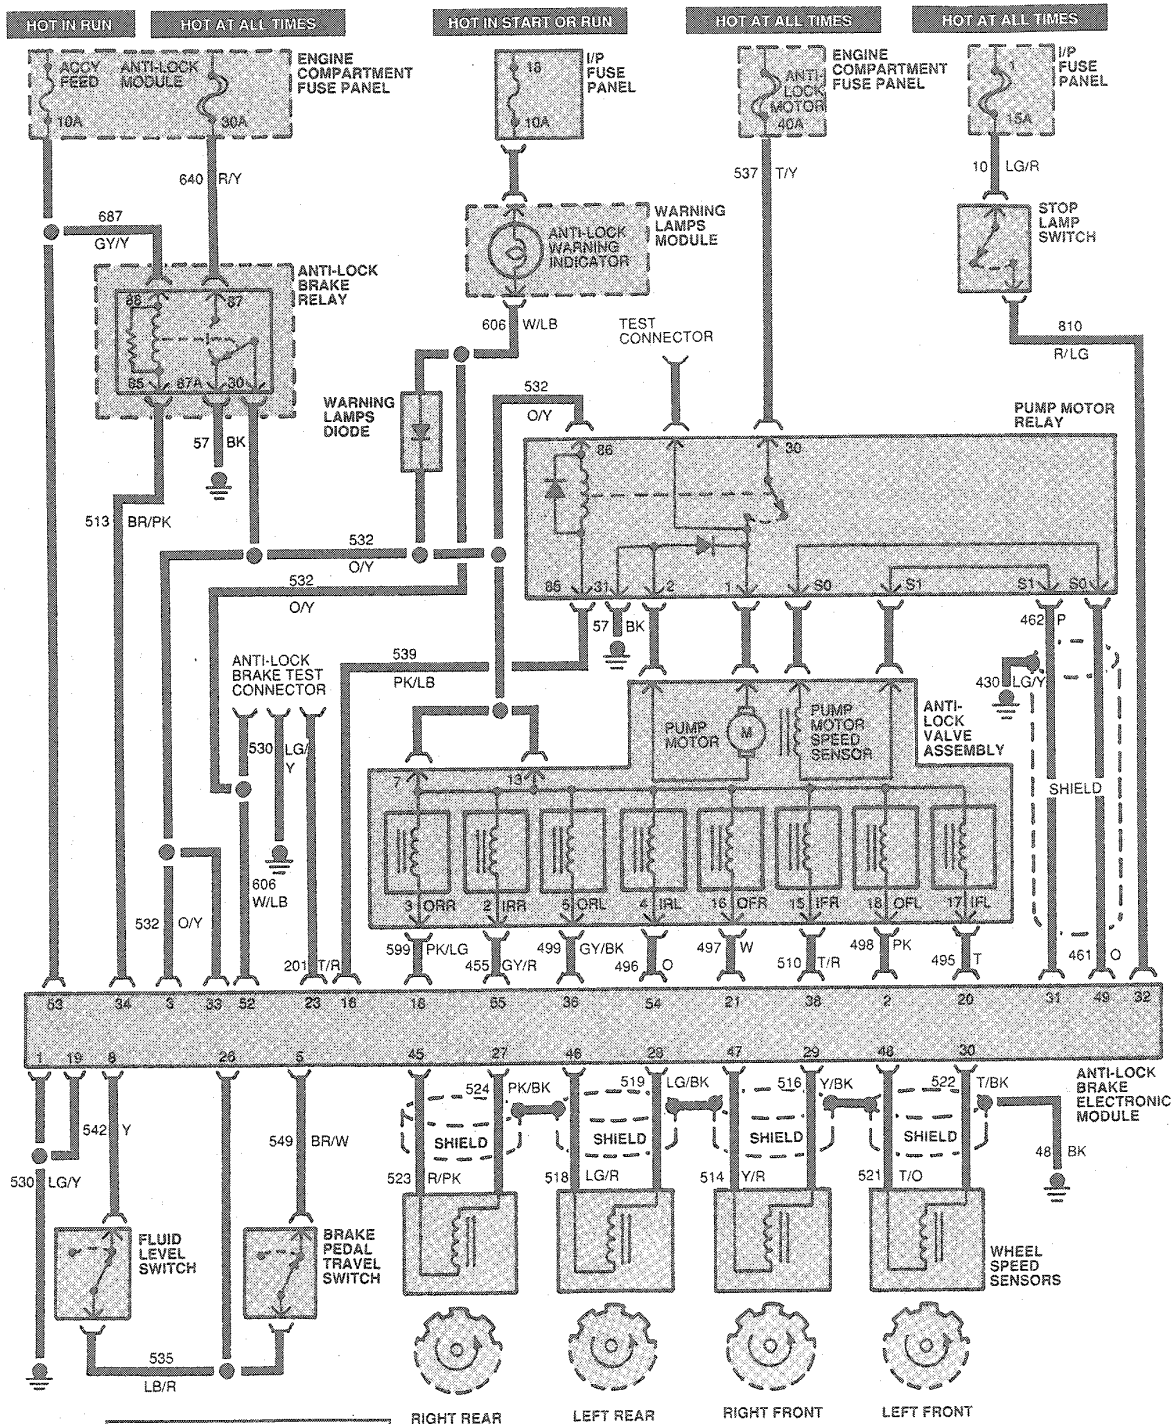 HOT IN RUN
HOT AT ALL TIMES
HOT IN START OR RUN
HOT AT ALL TIMES
HOT AT ALL TIMES
ACCY
FEED
10A
ANTI-LOCK
MODULE
30A
ENGINE
COMPARTMENT
FUSE PANEL
18
10A
I/P
FUSE
PANEL
ANTI-
LOCK
MOTOR
40A
ENGINE
COMPARTMENT
FUSE PANEL
1
15A
I/P
FUSE
PANEL
640 R/Y
537 T/Y
10 LG/R
687
GY/Y
ANTI-LOCK
WARNING
INDICATOR
WARNING
LAMPS
MODULE
STOP
LAMP
SWITCH
ANTI-LOCK
BRAKE
RELAY
87
85
87A
30
606 W/LB
TEST
CONNECTOR
810
R/LG
WARNING
LAMPS
DIODE
532
O/Y
PUMP MOTOR
RELAY
57 BK
86
30
513 BR/PK
532
O/Y
532
O/Y
85
31
2
1
S0
S1
S1
S0
57 BK
462 P
539
PK/LB
430 LG/Y
ANTI-LOCK
BRAKE TEST
CONNECTOR
530 LG/
Y
PUMP
MOTOR
M
PUMP
MOTOR
SPEED
SENSOR
ANTI-
LOCK
VALVE
ASSEMBLY
7
13
SHIELD
606
W/LB
3 ORR
2 IRR
5 ORL
4 IRL
16 OFR
15 IFR
18 OFL
17 IFL
532 O/Y
201 T/R
599 PK/LG
455 GY/R
499 GY/BK
496 O
497 W
510 T/R
498 PK
495 T
461 O
53
34
3
33
52
23
16
18
55
36
54
21
38
2
20
31
49
32
1
19
8
26
5
45
27
46
28
47
29
48
30
ANTI-LOCK
BRAKE
ELECTRONIC
MODULE
542 Y
549 BR/W
524 PK/BK
519 LG/BK
516 Y/BK
522 T/BK
SHIELD
SHIELD
SHIELD
SHIELD
48 BK
530 LG/Y
523 R/PK
518 LG/R
514 Y/R
521 T/O
FLUID
LEVEL
SWITCH
BRAKE
PEDAL
TRAVEL
SWITCH
WHEEL
SPEED
SENSORS
535
LB/R
RIGHT REAR
LEFT REAR
RIGHT FRONT
LEFT FRONT